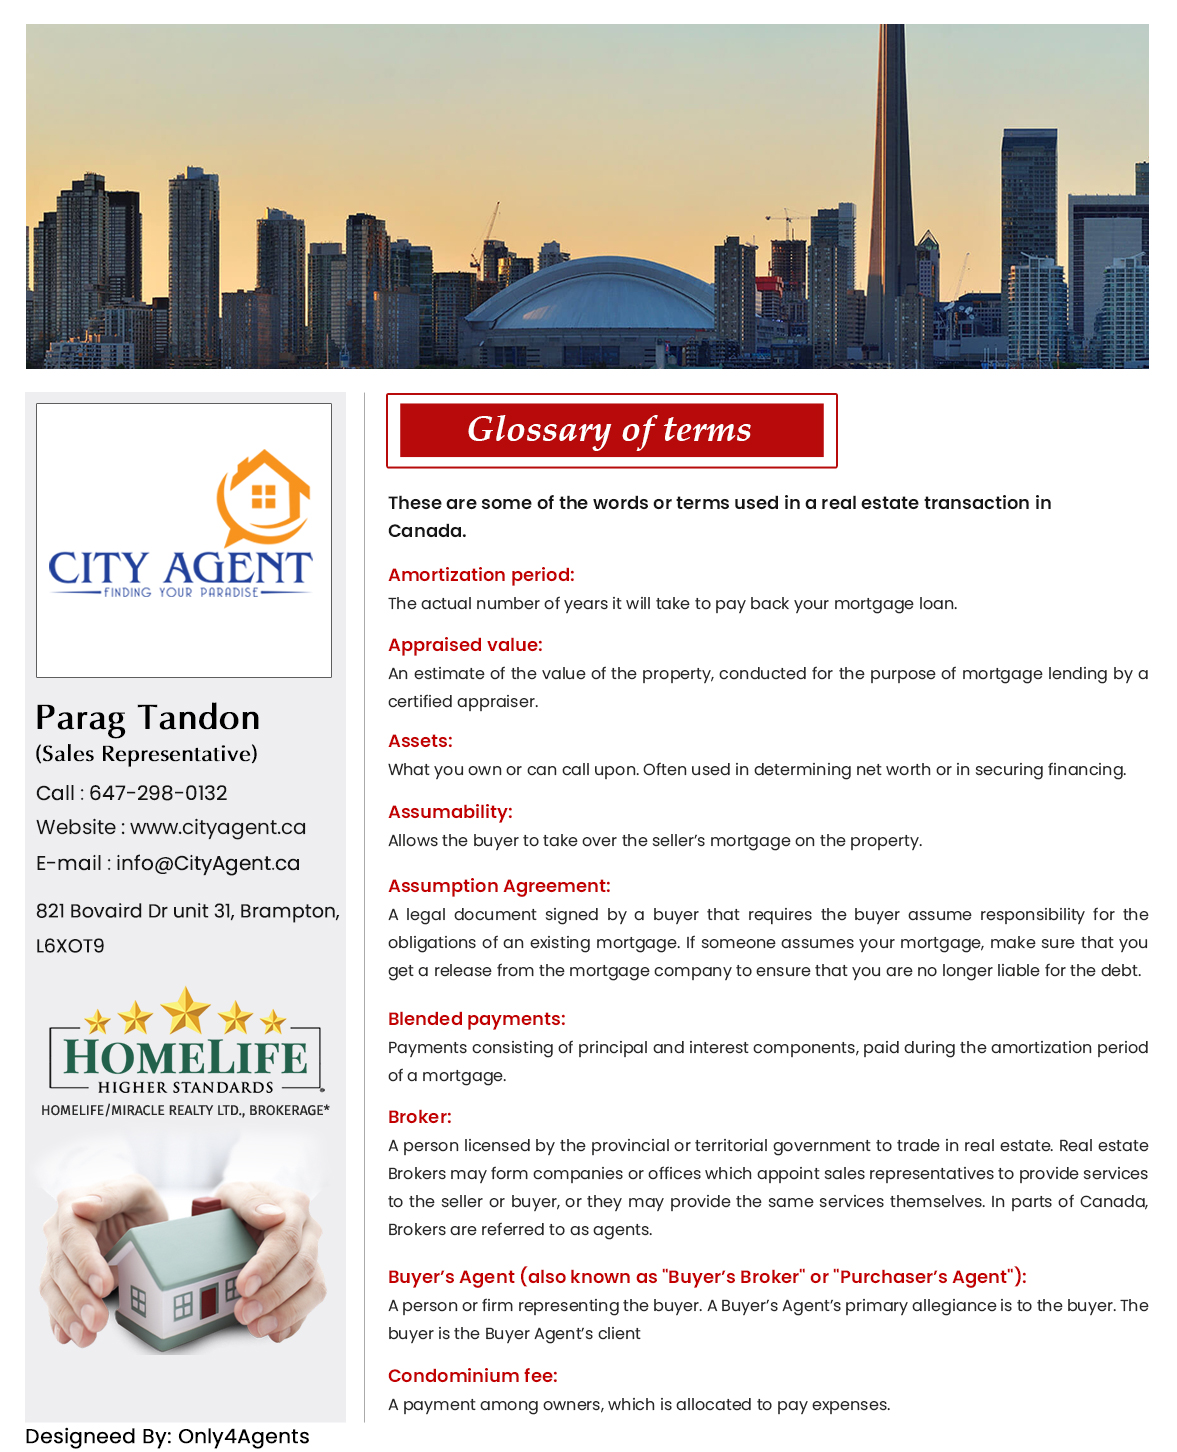 CITY AGENT
FINDING YOUR PARADISE
Parag Tandon
(Sales Representative)
Call : 647-298-0132
Website : www.cityagent.ca
E-mail : info@CityAgent.ca
821 Bovaird Dr unit 31, Brampton,
L6XOT9
HOMELIFE
HIGHER STANDARDS
HOMELIFE/MIRACLE REALTY LTD., BROKERAGE*
Glossary of terms
These are some of the words or terms used in a real estate transaction in
Canada.
Amortization period:
The actual number of years it will take to pay back your mortgage loan.
Appraised value:
An estimate of the value of the property, conducted for the purpose of mortgage lending by a
certified appraiser.
Assets:
What you own or can call upon. Often used in determining net worth or in securing financing.
Assumability:
Allows the buyer to take over the seller’s mortgage on the property.
Assumption Agreement:
A legal document signed by a buyer that requires the buyer assume responsibility for the
obligations of an existing mortgage. If someone assumes your mortgage, make sure that you
get a release from the mortgage company to ensure that you are no longer liable for the debt.
Blended payments:
Payments consisting of principal and interest components, paid during the amortization period
of a mortgage.
Broker:
A person licensed by the provincial or territorial government to trade in real estate. Real estate
Brokers may form companies or offices which appoint sales representatives to provide services
to the seller or buyer, or they may provide the same services themselves. In parts of Canada,
Brokers are referred to as agents.
Buyer’s Agent (also known as "Buyer’s Broker" or "Purchaser’s Agent"):
A person or firm representing the buyer. A Buyer’s Agent’s primary allegiance is to the buyer. The
buyer is the Buyer Agent’s client
Condominium fee:
A payment among owners, which is allocated to pay expenses.
Designeed By: Only4Agents